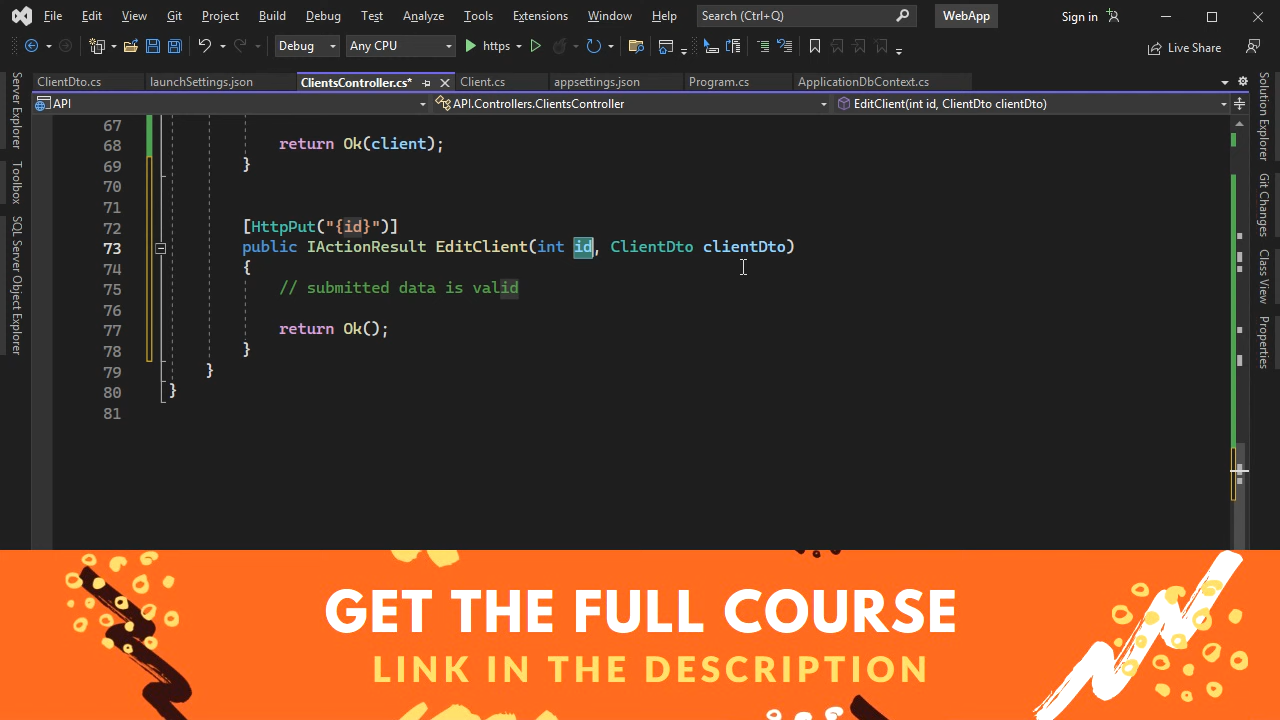 File Edit View Git Project Build Debug Test Analyze Tools Extensions Window Help Search (Ctrl+Q) WebApp Sign in
Debug Any CPU https Live Share
ClientDto.cs launchSettings.json ClientsController.cs* Client.cs appsettings.json Program.cs ApplicationDbContext.cs
API API.Controllers.ClientsController EditClient(int id, ClientDto clientDto)
Server Explorer
Toolbox
SQL Server Object Explorer
67
68 return Ok(client);
69 }
70
71
72 [HttpPut("{id}")]
73 public IActionResult EditClient(int id, ClientDto clientDto)
74 {
75 // submitted data is valid
76
77 return Ok();
78 }
79 }
80 }
81
Solution Explorer
Git Changes
Class View
Properties
GET THE FULL COURSE
LINK IN THE DESCRIPTION